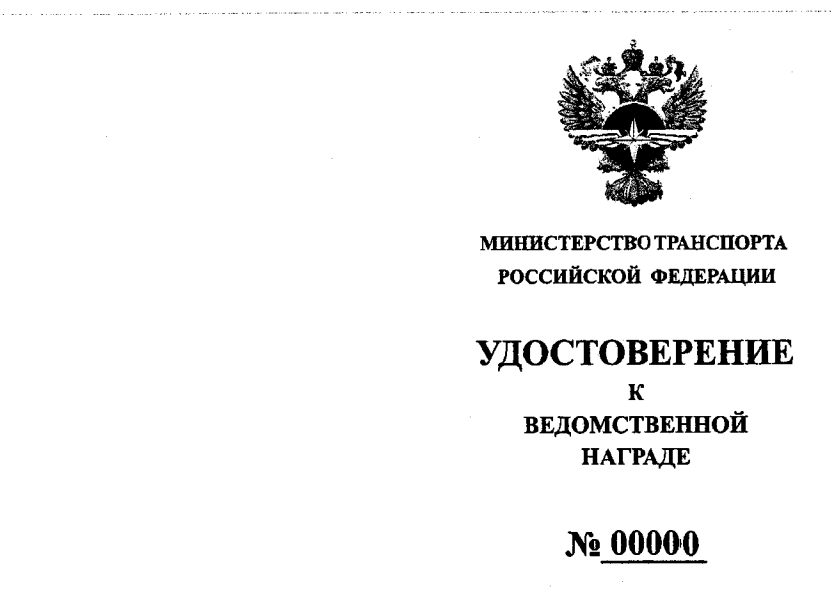 МИНИСТЕРСТВО ТРАНСПОРТА
РОССИЙСКОЙ ФЕДЕРАЦИИ
УДОСТОВЕРЕНИЕ
К
ВЕДОМСТВЕННОЙ
НАГРАДЕ
№ 00000